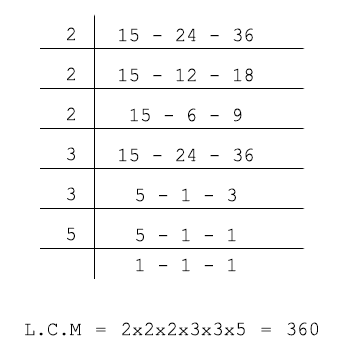 2 15 - 24 - 36
2 15 - 12 - 18
2 15 - 6 - 9
3 15 - 24 - 36
3 5 - 1 - 3
5 5 - 1 - 1
1 - 1 - 1
L.C.M = 2x2x2x3x3x5 = 360